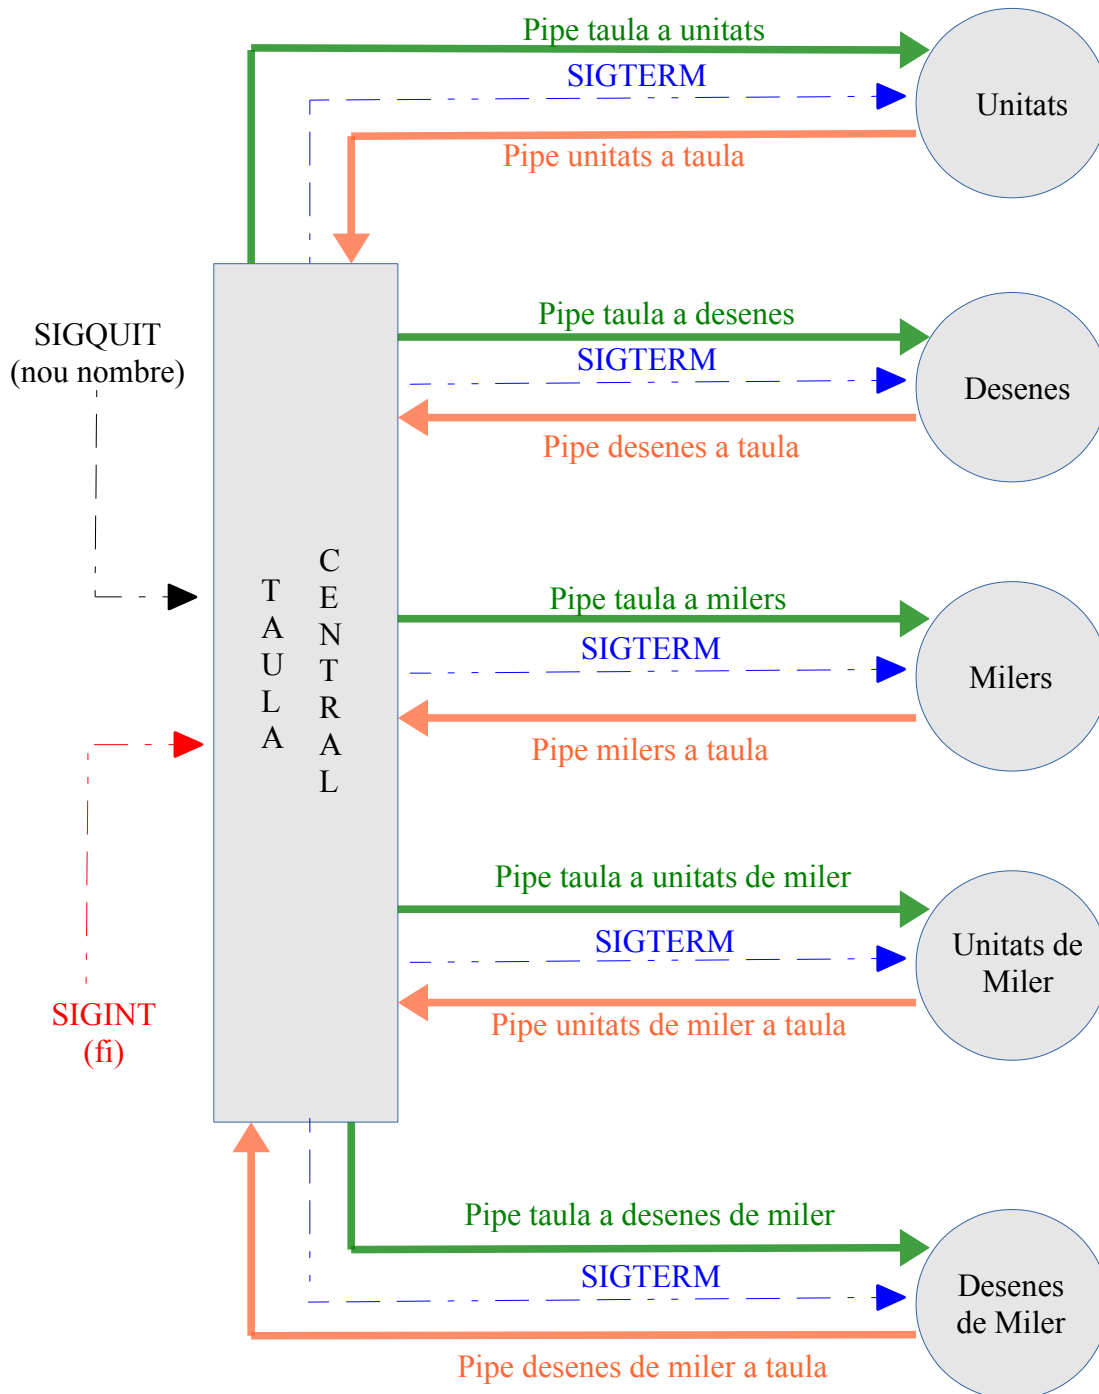 Pipe taula a unitats
SIGTERM
Unitats
Pipe unitats a taula
SIGQUIT
(nou nombre)
Pipe taula a desenes
SIGTERM
Desenes
Pipe desenes a taula
TAULA
CENTRAL
Pipe taula a milers
SIGTERM
Milers
Pipe milers a taula
SIGINT
(fi)
Pipe taula a unitats de miler
SIGTERM
Unitats de
Miler
Pipe unitats de miler a taula
Pipe taula a desenes de miler
SIGTERM
Desenes
de Miler
Pipe desenes de miler a taula